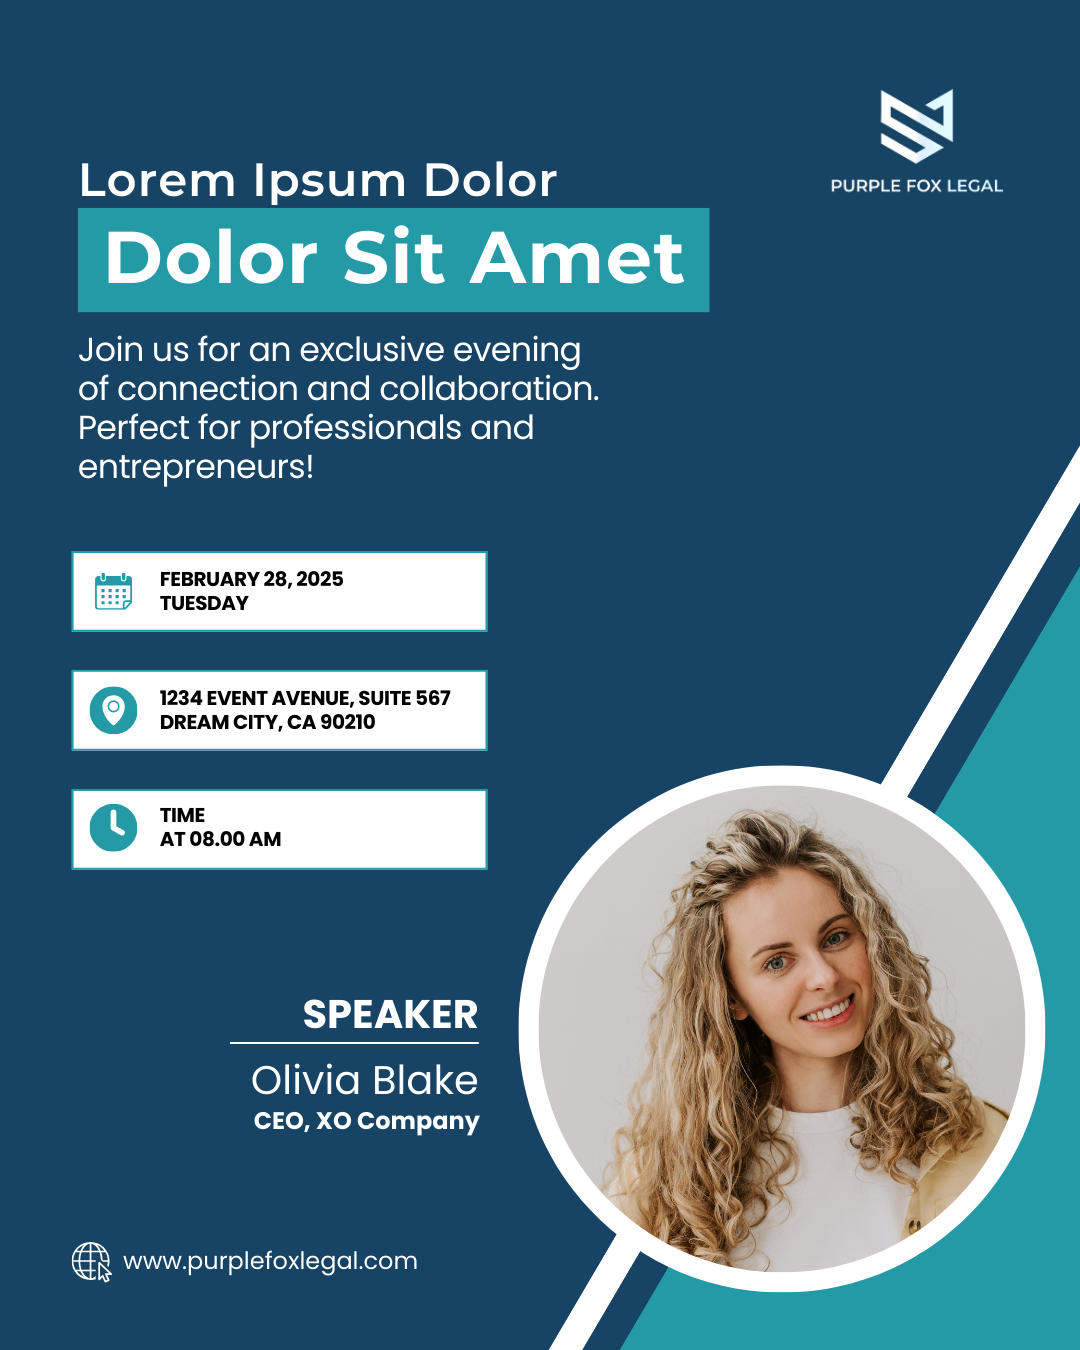 PURPLE FOX LEGAL
Lorem Ipsum Dolor
Dolor Sit Amet
Join us for an exclusive evening
of connection and collaboration.
Perfect for professionals and
entrepreneurs!
FEBRUARY 28, 2025
TUESDAY
1234 EVENT AVENUE, SUITE 567
DREAM CITY, CA 90210
TIME
AT 08.00 AM
SPEAKER
Olivia Blake
CEO, XO Company
www.purplefoxlegal.com